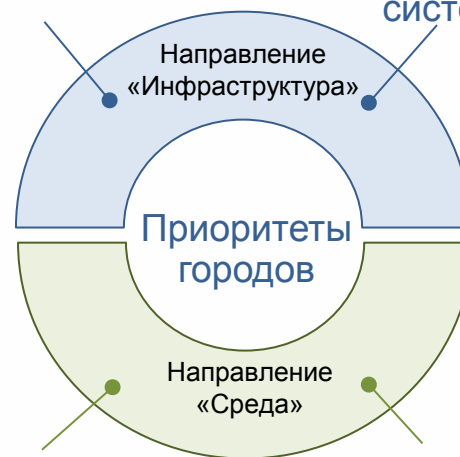 Направление
«Инфраструктура»
Приоритеты
городов
Направление
«Среда»